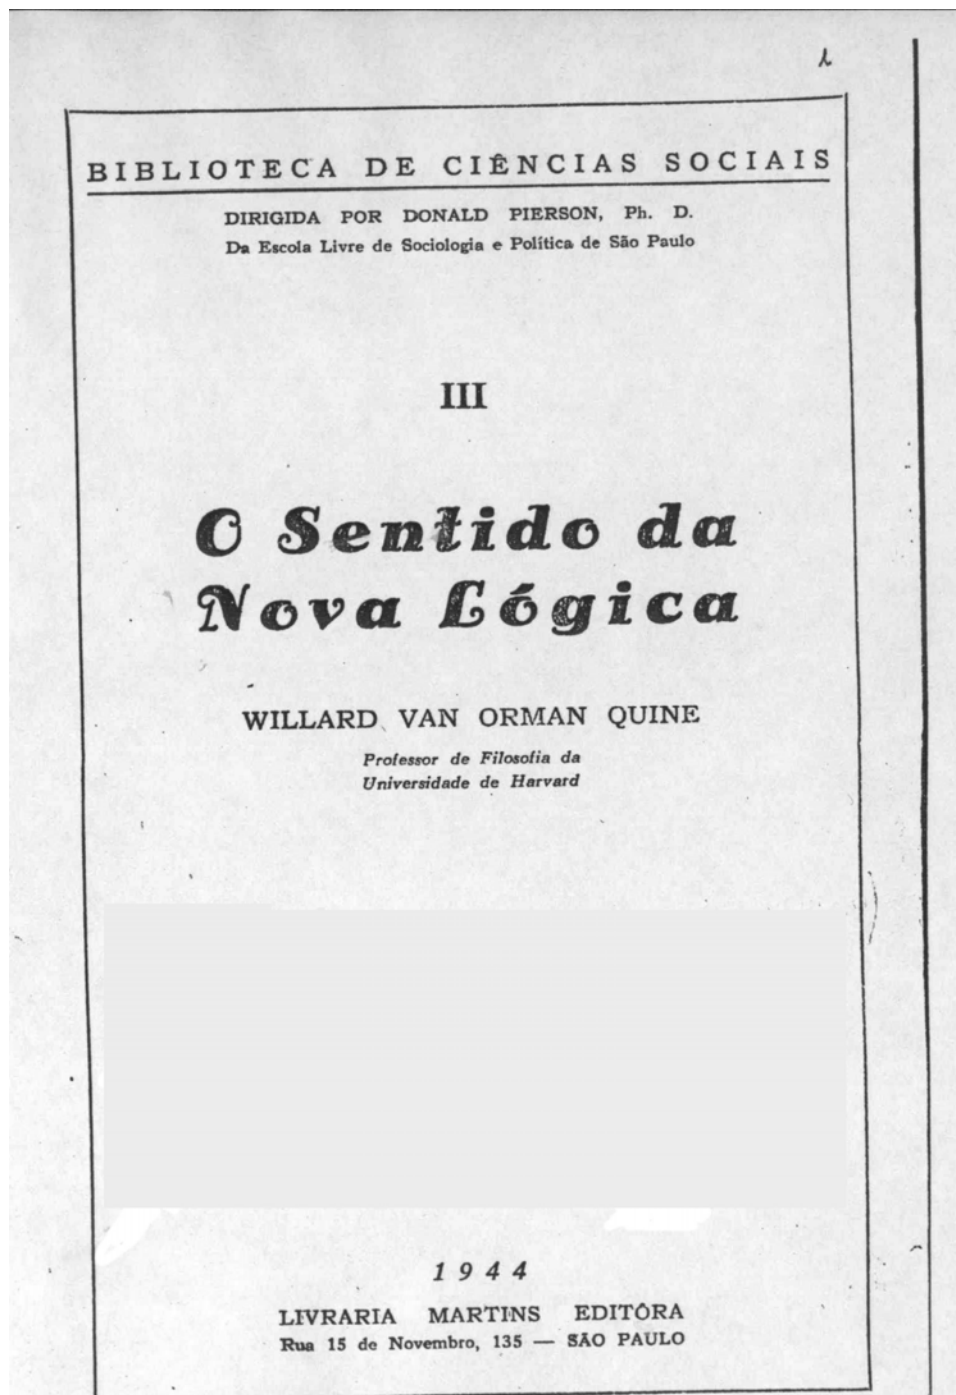 BIBLIOTECA DE CIÊNCIAS SOCIAIS
DIRIGIDA POR DONALD PIERSON, Ph. D.
Da Escola Livre de Sociologia e Política de São Paulo
III
O Sentido da
Nova Lógica
WILLARD VAN ORMAN QUINE
Professor de Filosofia da
Universidade de Harvard
1944
LIVRARIA MARTINS EDITÔRA
Rua 15 de Novembro, 135 — SÃO PAULO